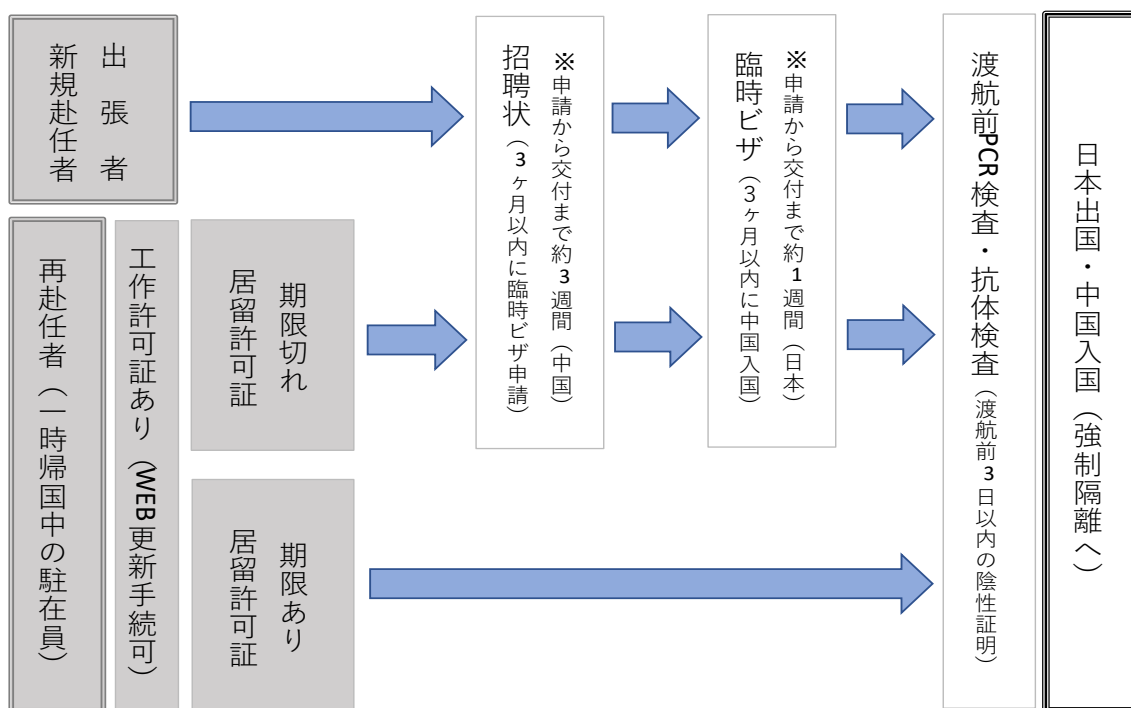 出張者
新規赴任者
再赴任者（一時帰国中の駐在員）
工作許可証あり（WEB更新手続可）
期限切れ
居留許可証
期限あり
居留許可証
※申請から交付まで約3週間（中国）
招聘状（3ヶ月以内に臨時ビザ申請）
※申請から交付まで約1週間（日本）
臨時ビザ（3ヶ月以内に中国入国）
渡航前PCR検査・抗体検査（渡航前3日以内の陰性証明）
日本出国・中国入国（強制隔離へ）